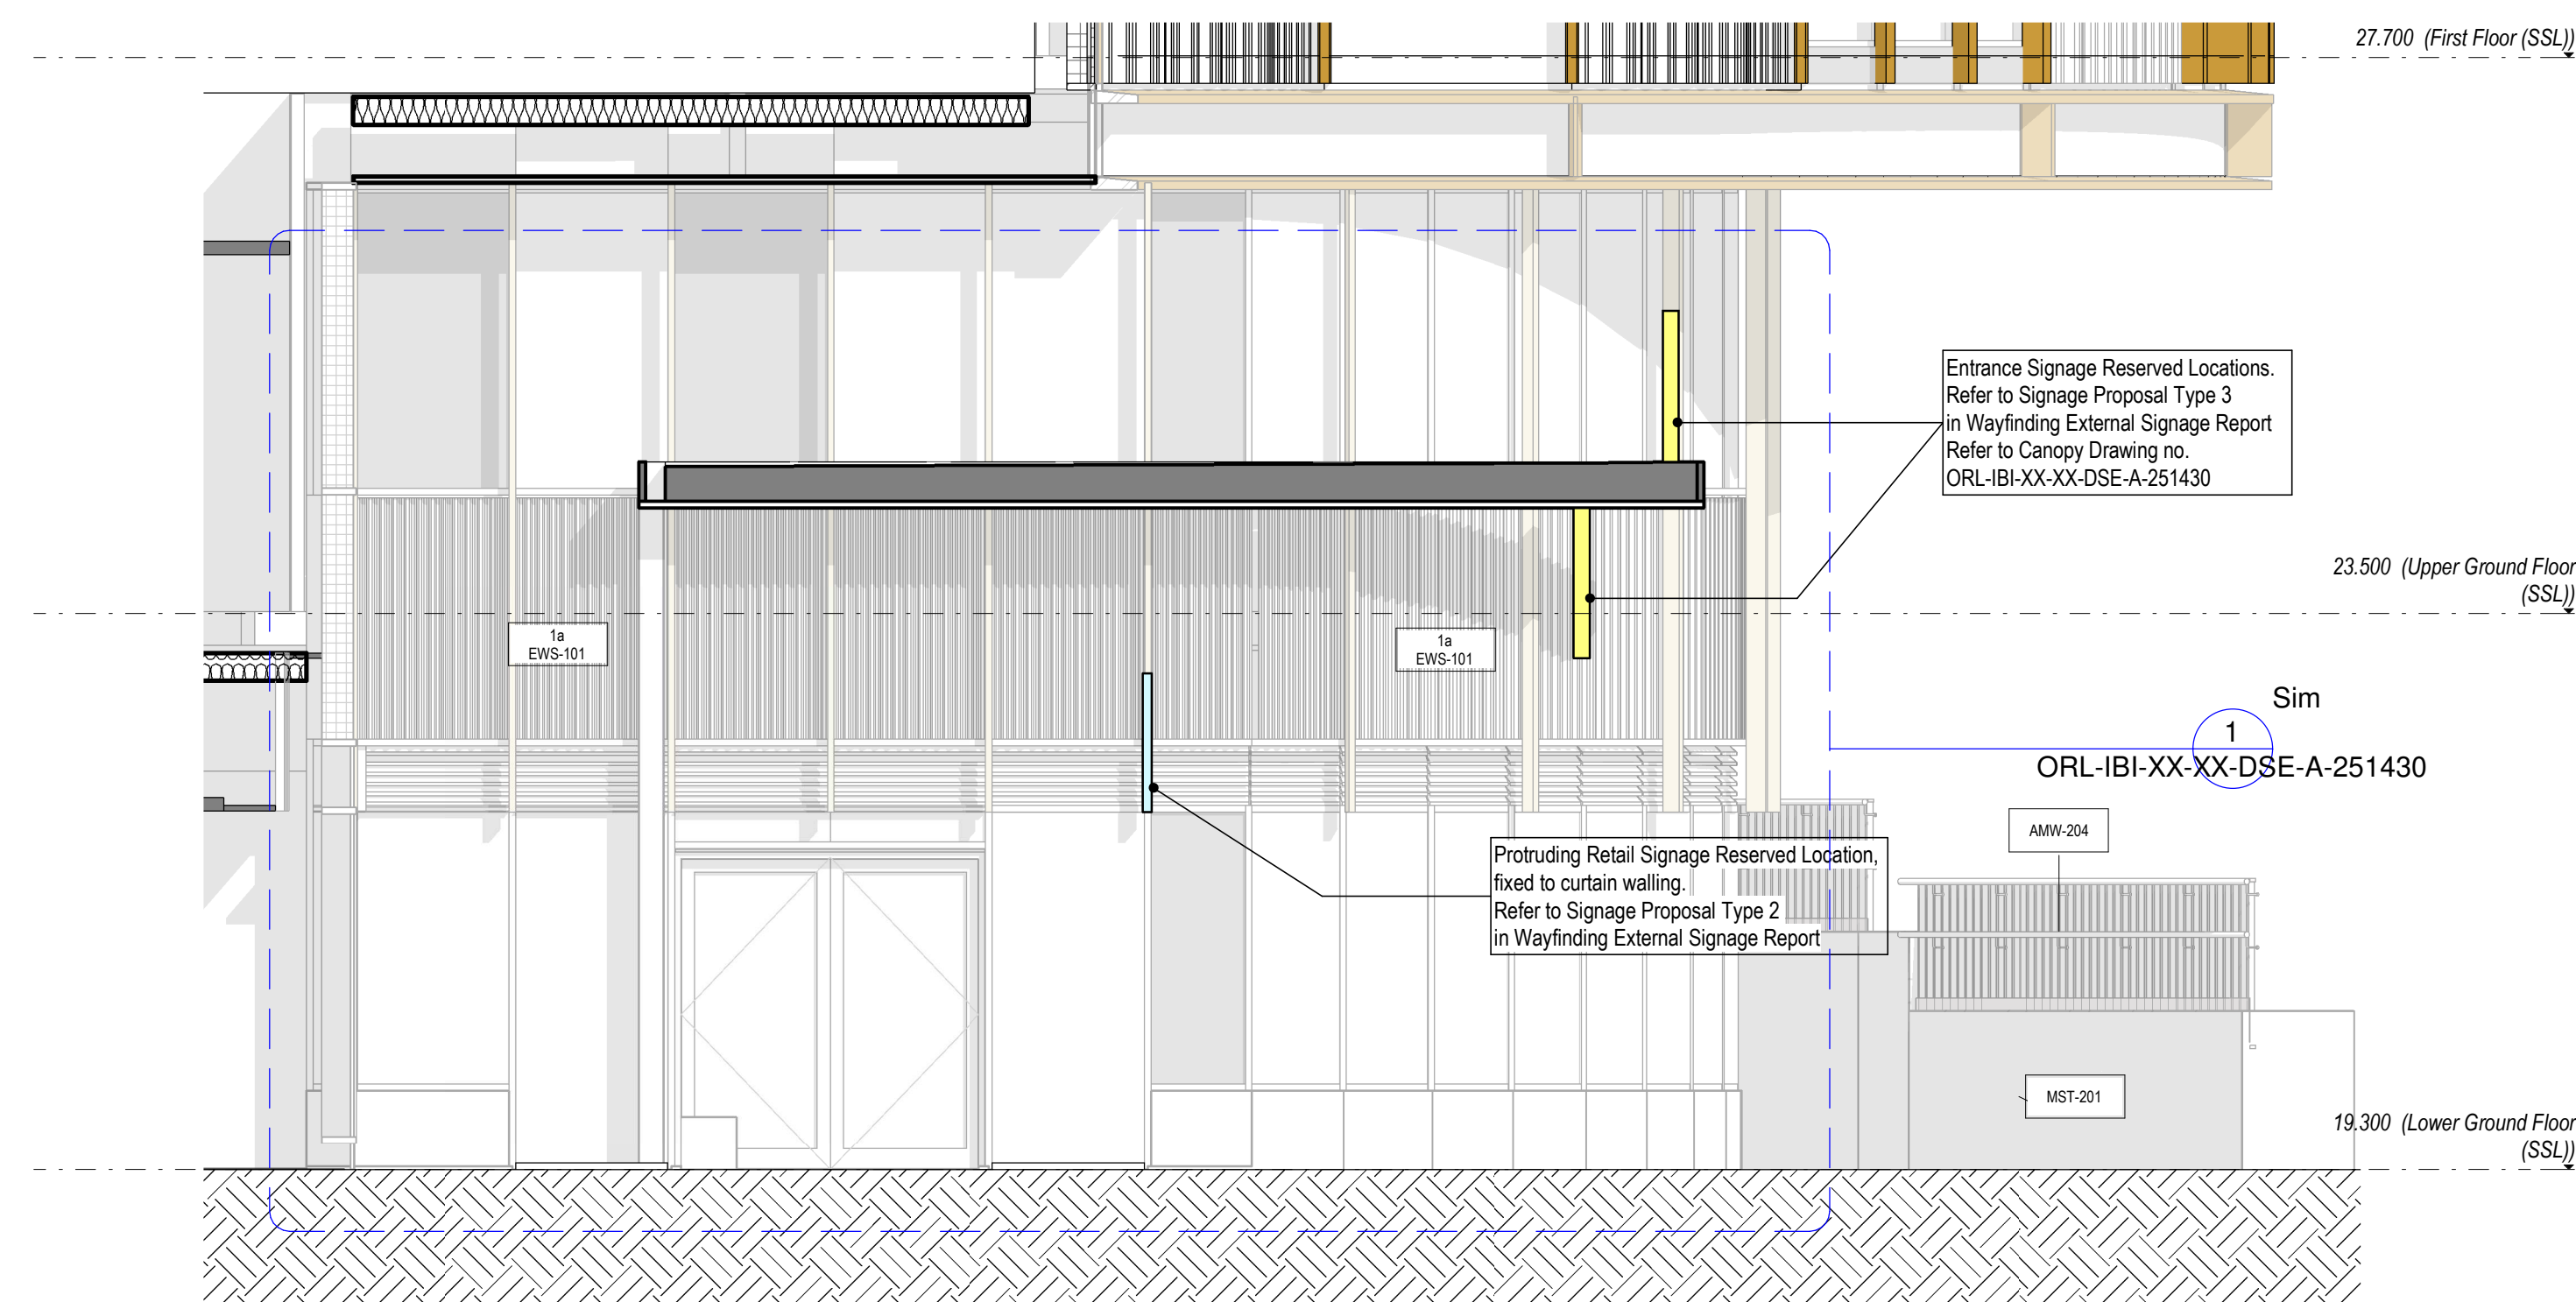 27.700 (First Floor (SSL))
Entrance Signage Reserved Locations.
Refer to Signage Proposal Type 3
in Wayfinding External Signage Report
Refer to Canopy Drawing no.
ORL-IBI-XX-XX-DSE-A-251430
23.500 (Upper Ground Floor
(SSL))
1a
EWS-101
1a
EWS-101
Sim
1
ORL-IBI-XX-XX-DSE-A-251430
AMW-204
Protruding Retail Signage Reserved Location,
fixed to curtain walling.
Refer to Signage Proposal Type 2
in Wayfinding External Signage Report
MST-201
19.300 (Lower Ground Floor
(SSL))